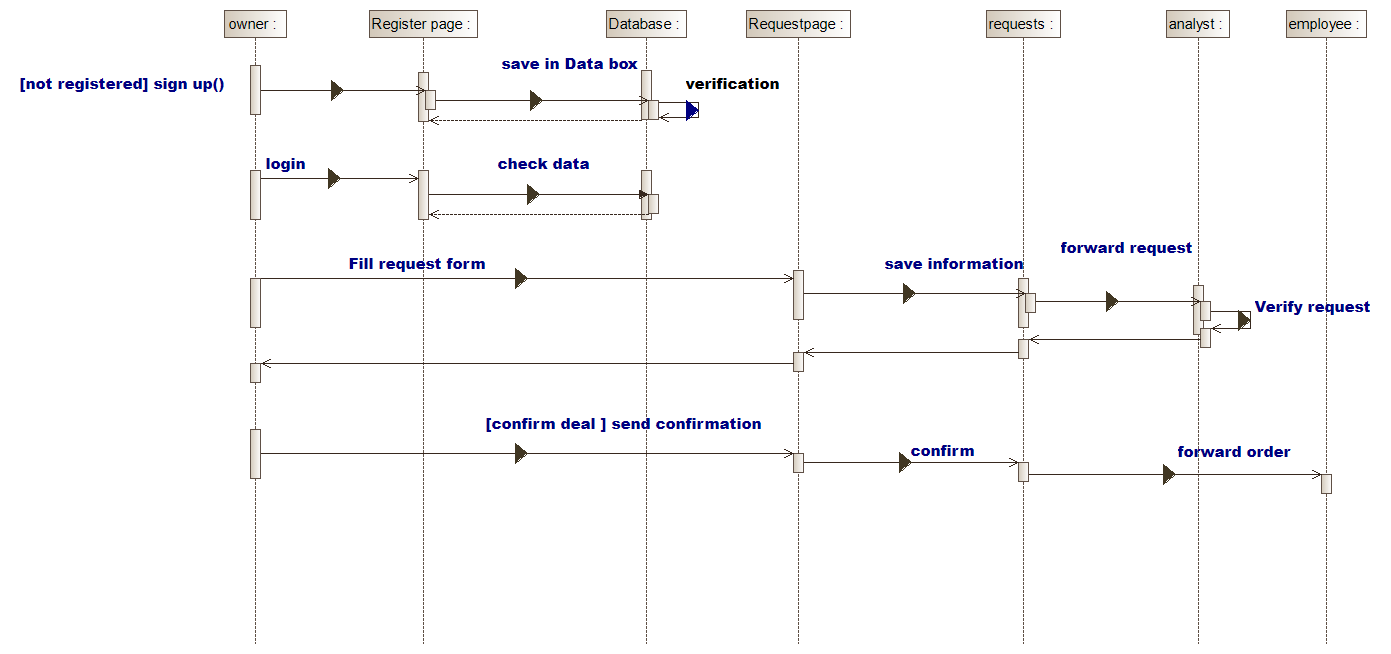 owner :
Register page :
Database :
Requestpage :
requests :
analyst :
employee :
save in Data box
[not registered] sign up()
verification
login
check data
forward request
Fill request form
save information
Verify request
[confirm deal ] send confirmation
confirm
forward order